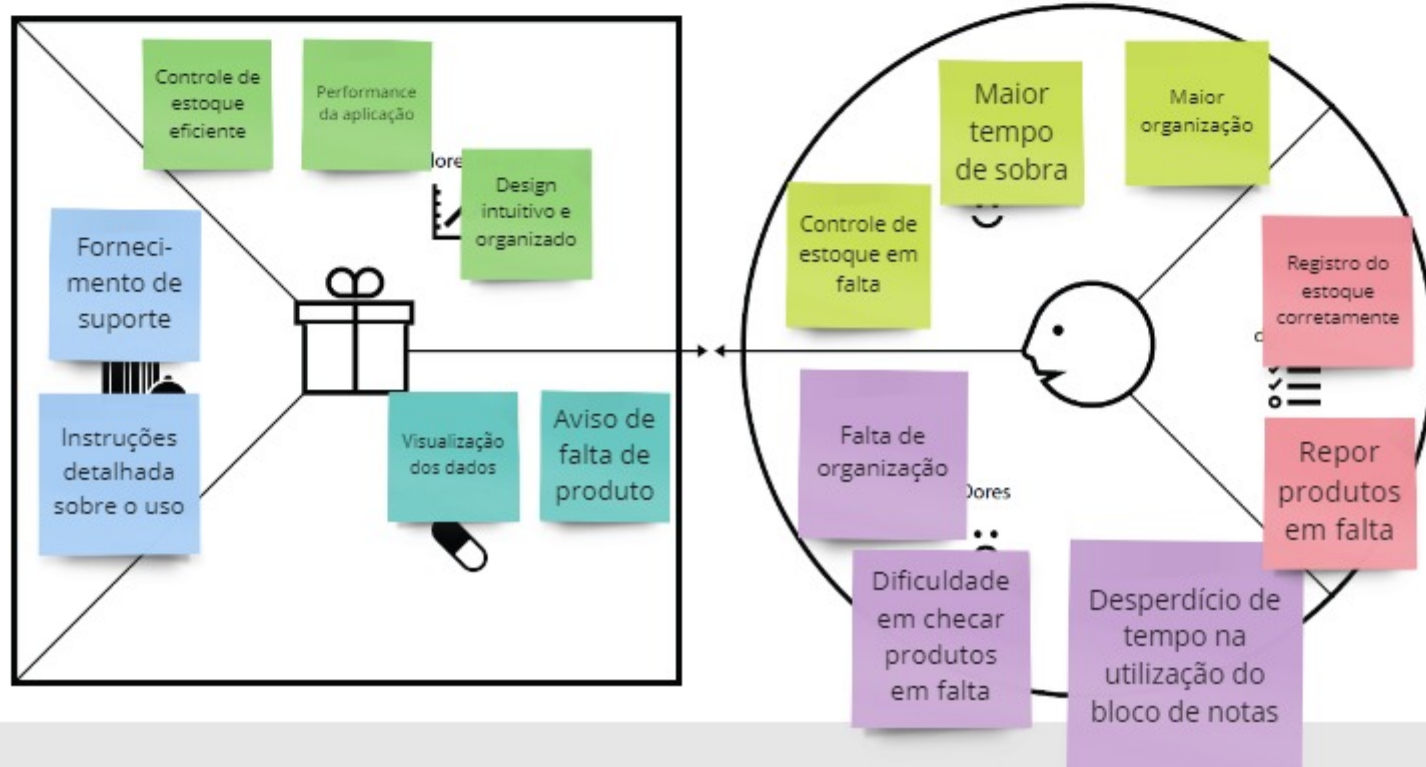 Controle de
estoque
eficiente
Performance
da aplicação
Design
intuitivo e
organizado
Forneci-
mento de
suporte
Instruções
detalhada
sobre o uso
Visualização
dos dados
Aviso de
falta de
produto
Maior
tempo
de sobra
Maior
organização
Controle de
estoque em
falta
Registro do
estoque
corretamente
Repor
produtos
em falta
Falta de
organização
Dores
Dificuldade
em checar
produtos
em falta
Desperdício de
tempo na
utilização do
bloco de notas